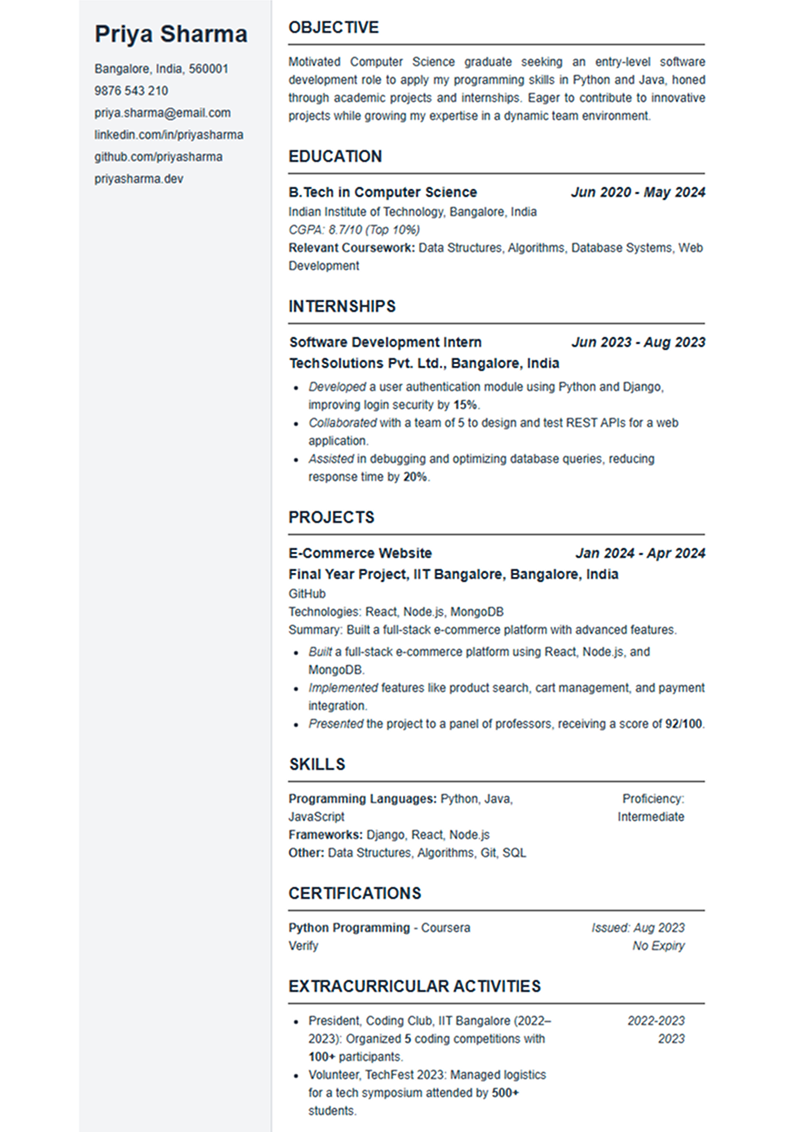 Priya Sharma
Bangalore, India, 560001
9876 543 210
priya.sharma@email.com
linkedin.com/in/priyasharma
github.com/priyasharma
priyasharma.dev
OBJECTIVE
Motivated Computer Science graduate seeking an entry-level software
development role to apply my programming skills in Python and Java, honed
through academic projects and internships. Eager to contribute to innovative
projects while growing my expertise in a dynamic team environment.
EDUCATION
B.Tech in Computer Science Jun 2020 - May 2024
Indian Institute of Technology, Bangalore, India
CGPA: 8.7/10 (Top 10%)
Relevant Coursework: Data Structures, Algorithms, Database Systems, Web
Development
INTERNSHIPS
Software Development Intern Jun 2023 - Aug 2023
TechSolutions Pvt. Ltd., Bangalore, India
• Developed a user authentication module using Python and Django,
improving login security by 15%.
• Collaborated with a team of 5 to design and test REST APIs for a web
application.
• Assisted in debugging and optimizing database queries, reducing
response time by 20%.
PROJECTS
E-Commerce Website Jan 2024 - Apr 2024
Final Year Project, IIT Bangalore, Bangalore, India
GitHub
Technologies: React, Node.js, MongoDB
Summary: Built a full-stack e-commerce platform with advanced features.
• Built a full-stack e-commerce platform using React, Node.js, and
MongoDB.
• Implemented features like product search, cart management, and payment
integration.
• Presented the project to a panel of professors, receiving a score of 92/100.
SKILLS
Programming Languages: Python, Java, Proficiency:
JavaScript Intermediate
Frameworks: Django, React, Node.js
Other: Data Structures, Algorithms, Git, SQL
CERTIFICATIONS
Python Programming - Coursera Issued: Aug 2023
Verify No Expiry
EXTRACURRICULAR ACTIVITIES
• President, Coding Club, IIT Bangalore (2022– 2022-2023
2023): Organized 5 coding competitions with 2023
100+ participants.
• Volunteer, TechFest 2023: Managed logistics
for a tech symposium attended by 500+
students.